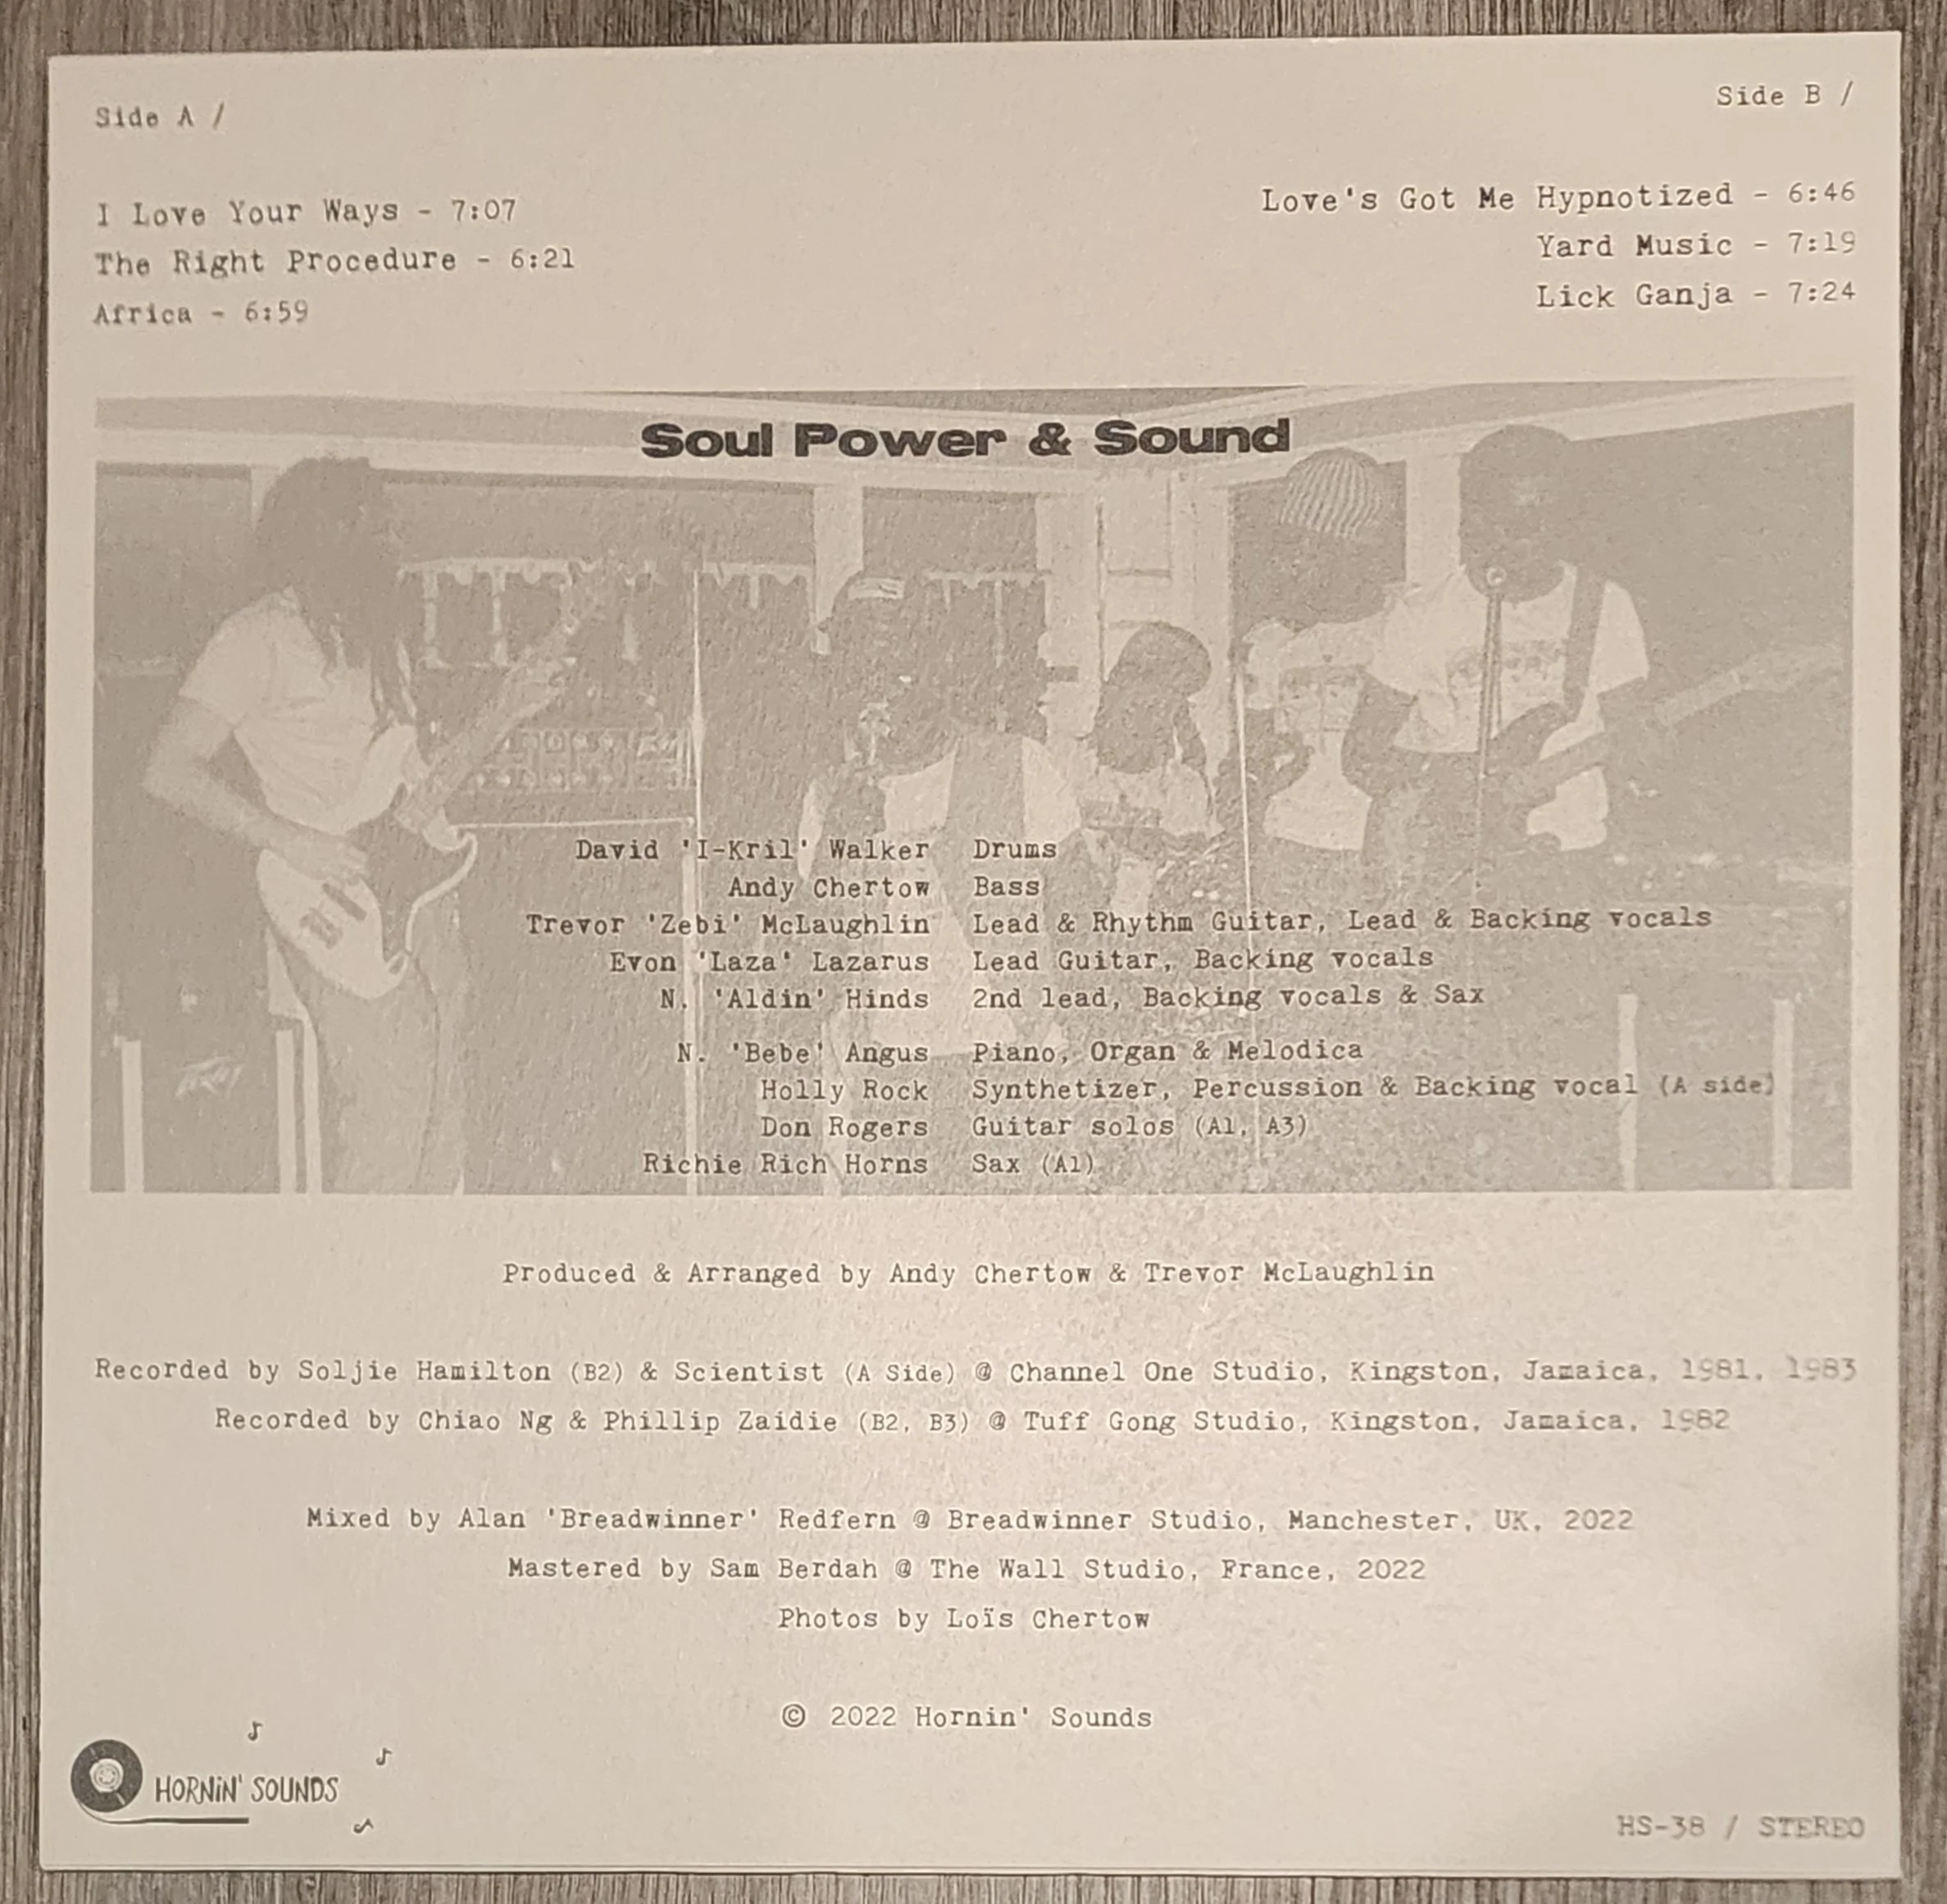 Side A /
I Love Your Ways - 7:07
The Right Procedure - 6:21
Africa - 6:59
Side B /
Love's Got Me Hypnotized - 6:46
Yard Music - 7:19
Lick Ganja - 7:24
Soul Power & Sound
David 'I-Kril' Walker Drums
Andy Chertow Bass
Trevor 'Zebi' McLaughlin Lead & Rhythm Guitar, Lead & Backing vocals
Evon 'Laza' Lazarus Lead Guitar, Backing vocals
N. 'Aldin' Hinds 2nd lead, Backing vocals & Sax
N. 'Bebe' Angus Piano, Organ & Melodica
Holly Rock Synthetizer, Percussion & Backing vocal (A side)
Don Rogers Guitar solos (A1, A3)
Richie Rich Horns Sax (A1)
Produced & Arranged by Andy Chertow & Trevor McLaughlin
Recorded by Soljie Hamilton (B2) & Scientist (A Side) @ Channel One Studio, Kingston, Jamaica, 1981, 1983
Recorded by Chiao Ng & Phillip Zaidie (B2, B3) @ Tuff Gong Studio, Kingston, Jamaica, 1982
Mixed by Alan 'Breadwinner' Redfern @ Breadwinner Studio, Manchester, UK, 2022
Mastered by Sam Berdah @ The Wall Studio, France, 2022
Photos by Loïs Chertow
© 2022 Hornin' Sounds
HORNiN' SOUNDS
HS-38 / STEREO